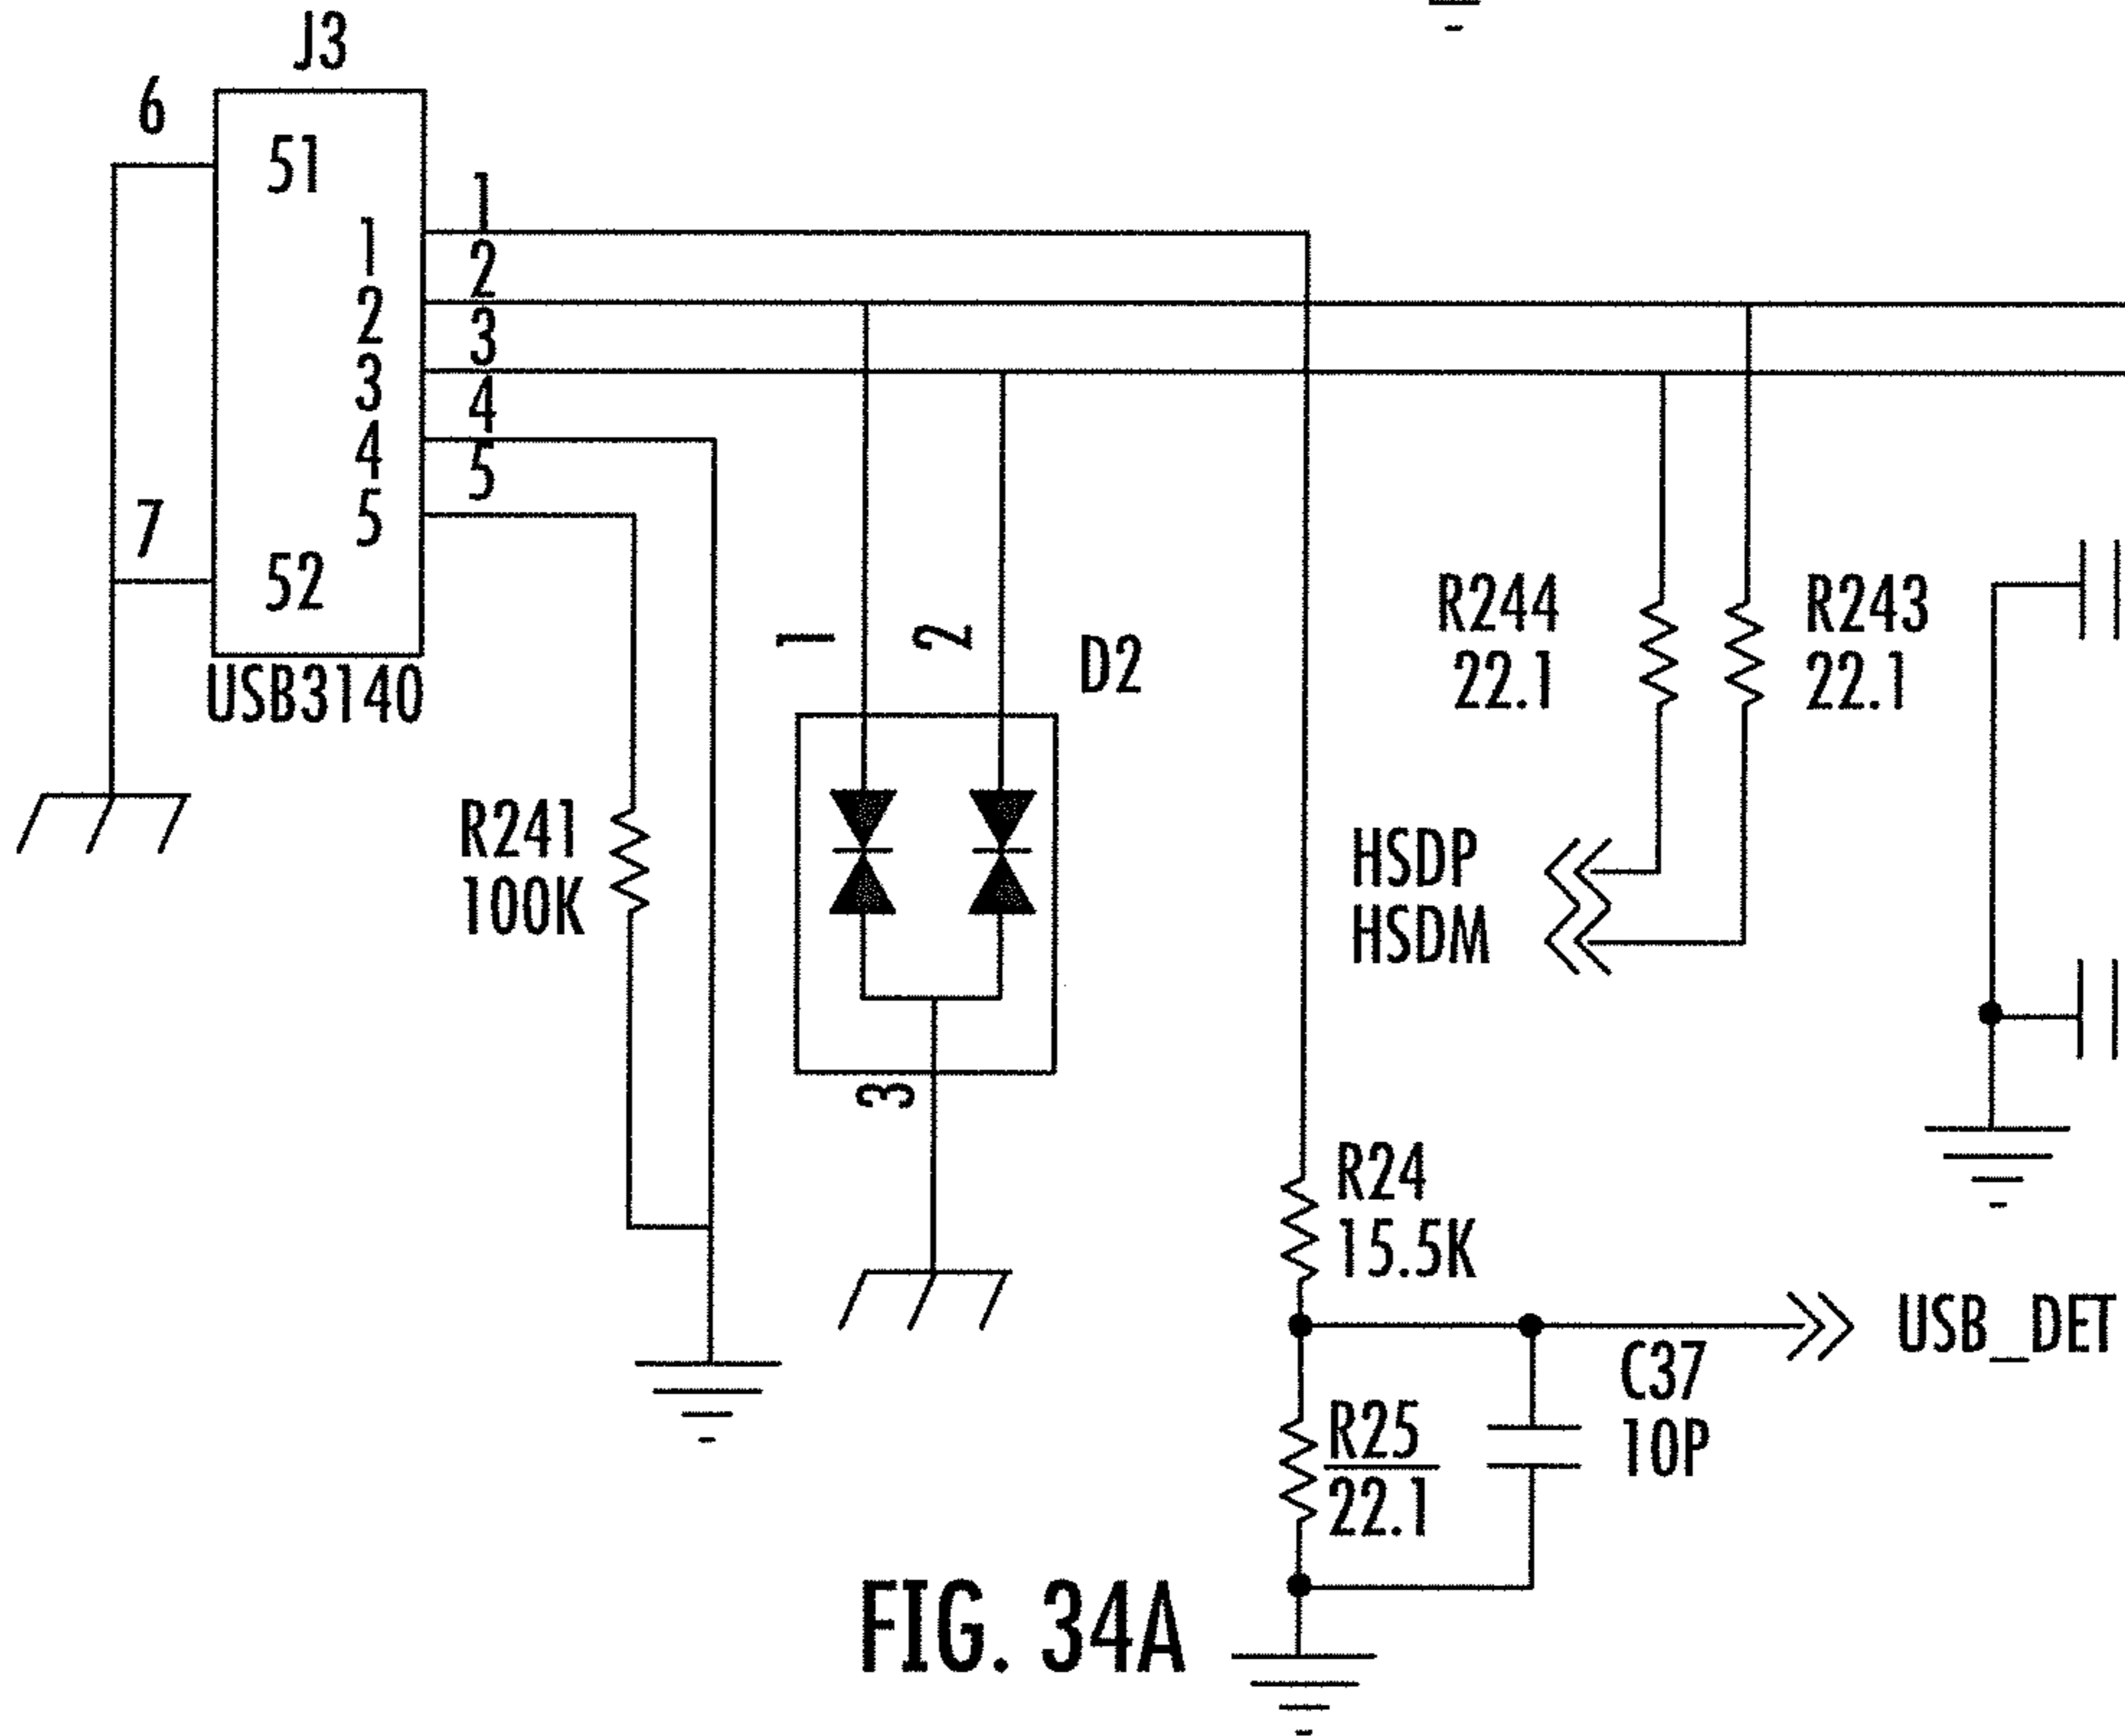 J3
6
51
1
1
2
2
3
3
4
4
5
5
7
52
USB3140
R241
100K
1
2
D2
3
R244
22.1
R243
22.1
HSDP
HSDM
R24
15.5K
USB_DET
C37
10P
R25
22.1
FIG. 34A